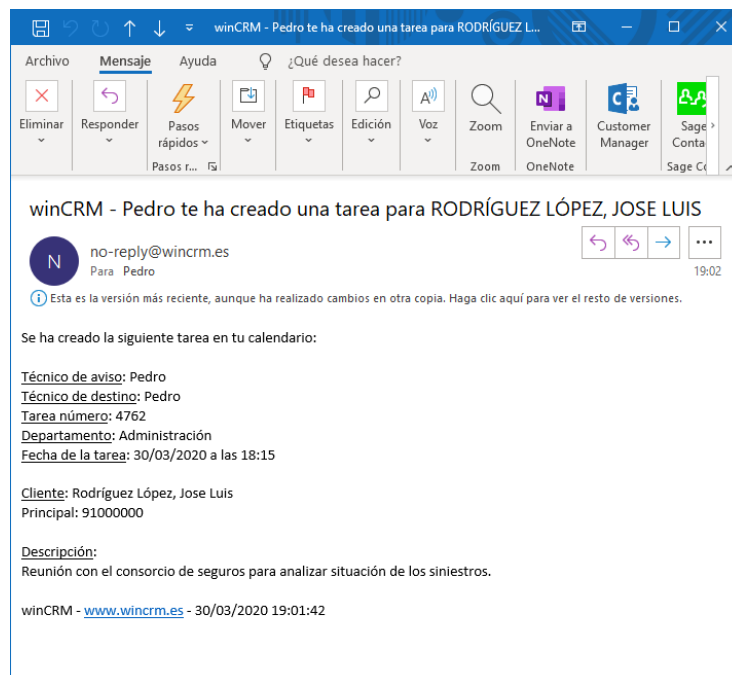 winCRM - Pedro te ha creado una tarea para RODRÍGUEZ L...
Archivo Mensaje Ayuda ¿Qué desea hacer?
Eliminar Responder Pasos rápidos Mover Etiquetas Edición Voz Zoom Enviar a OneNote Customer Manager Sage Conta
Pasos r... Zoom OneNote Sage Co
winCRM - Pedro te ha creado una tarea para RODRÍGUEZ LÓPEZ, JOSE LUIS
N
no-reply@wincrm.es
Para Pedro
19:02
Esta es la versión más reciente, aunque ha realizado cambios en otra copia. Haga clic aquí para ver el resto de versiones.
Se ha creado la siguiente tarea en tu calendario:
Técnico de aviso: Pedro
Técnico de destino: Pedro
Tarea número: 4762
Departamento: Administración
Fecha de la tarea: 30/03/2020 a las 18:15
Cliente: Rodríguez López, Jose Luis
Principal: 91000000
Descripción:
Reunión con el consorcio de seguros para analizar situación de los siniestros.
winCRM - www.wincrm.es - 30/03/2020 19:01:42